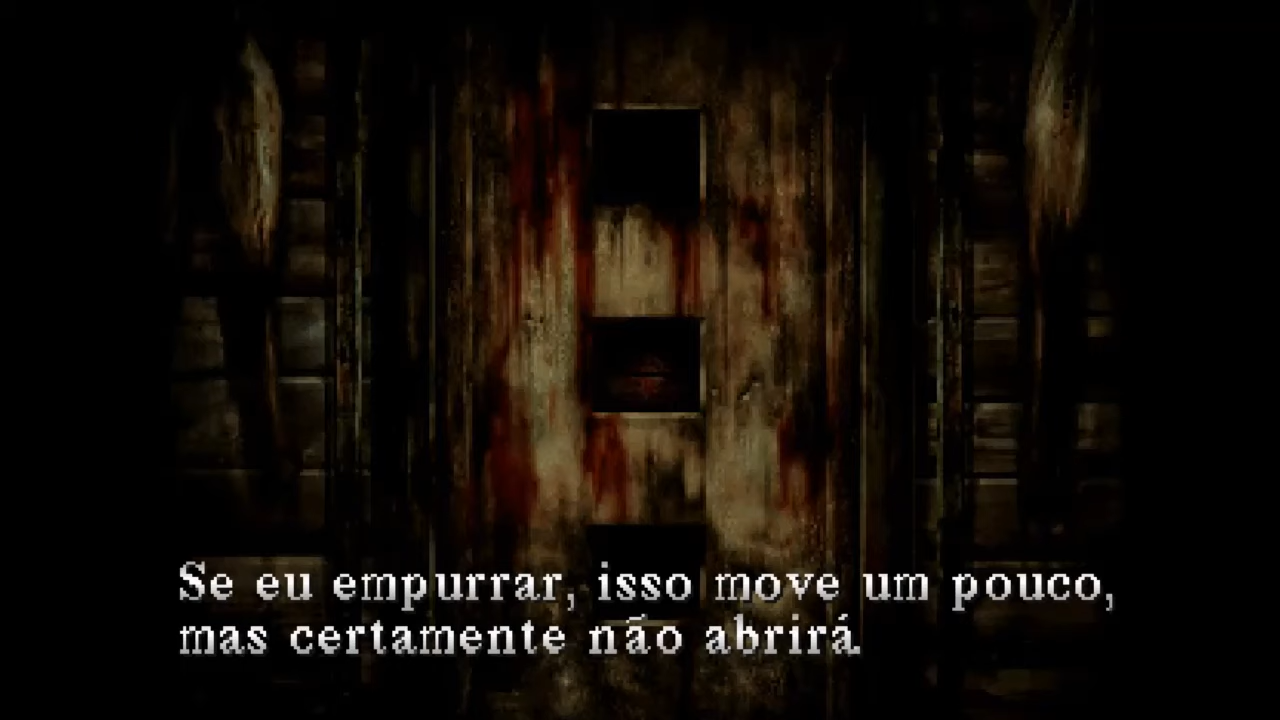 Se eu empurrar, isso move um pouco,
mas certamente não abrirá.